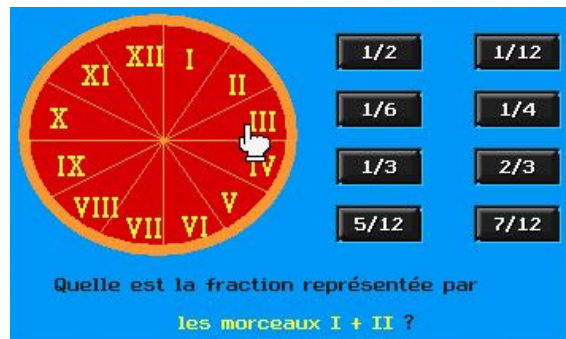 XII I
XI II
X III
IX IV
VIII V
VII VI
1/2 1/12
1/6 1/4
1/3 2/3
5/12 7/12
Quelle est la fraction représentée par
les morceaux I + II ?